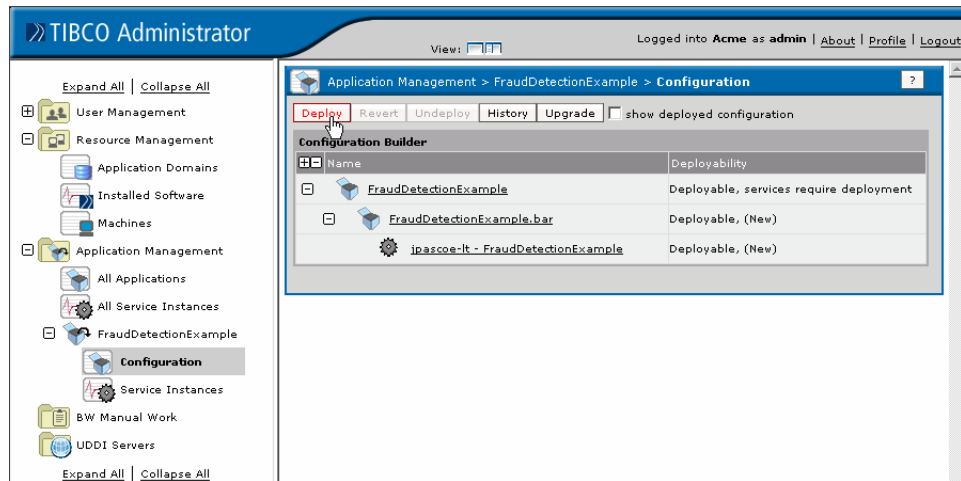 TIBCO Administrator
View:
Logged into Acme as admin | About | Profile | Logout
Expand All | Collapse All
User Management
Resource Management
Application Domains
Installed Software
Machines
Application Management
All Applications
All Service Instances
FraudDetectionExample
Configuration
Service Instances
BW Manual Work
UDDI Servers
Expand All | Collapse All
Application Management > FraudDetectionExample > Configuration ?
Deploy Revert Undeploy History Upgrade show deployed configuration
Configuration Builder
Name Deployability
FraudDetectionExample Deployable, services require deployment
FraudDetectionExample.bar Deployable, (New)
jpascoe-lt - FraudDetectionExample Deployable, (New)